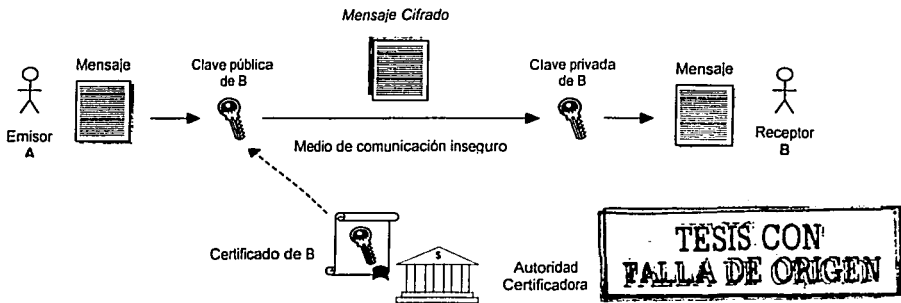 Mensaje Cifrado
Mensaje
Clave pública
de B
Clave privada
de B
Mensaje
Emisor
A
Medio de comunicación inseguro
Receptor
B
Certificado de B
$
Autoridad
Certificadora
TESIS CON
FALLA DE ORIGEN